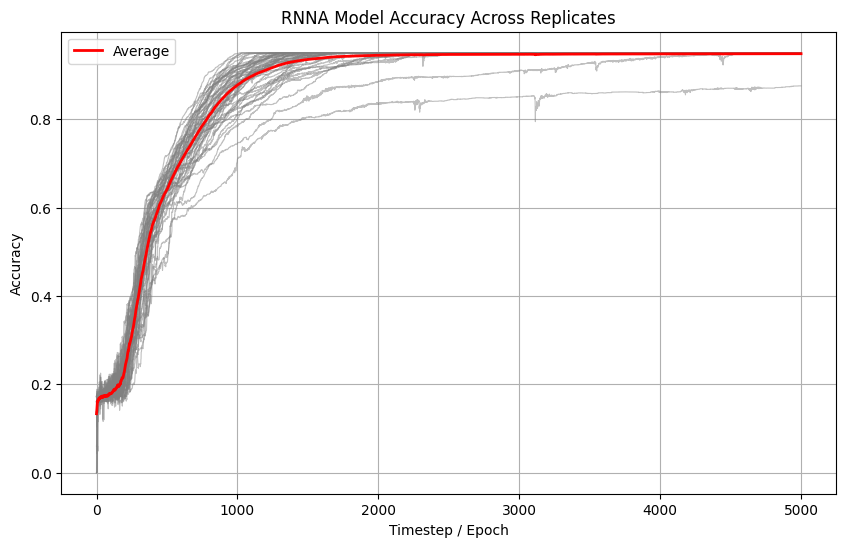 RNNA Model Accuracy Across Replicates
Average
Accuracy
0.8
0.6
0.4
0.2
0.0
0 1000 2000 3000 4000 5000
Timestep / Epoch